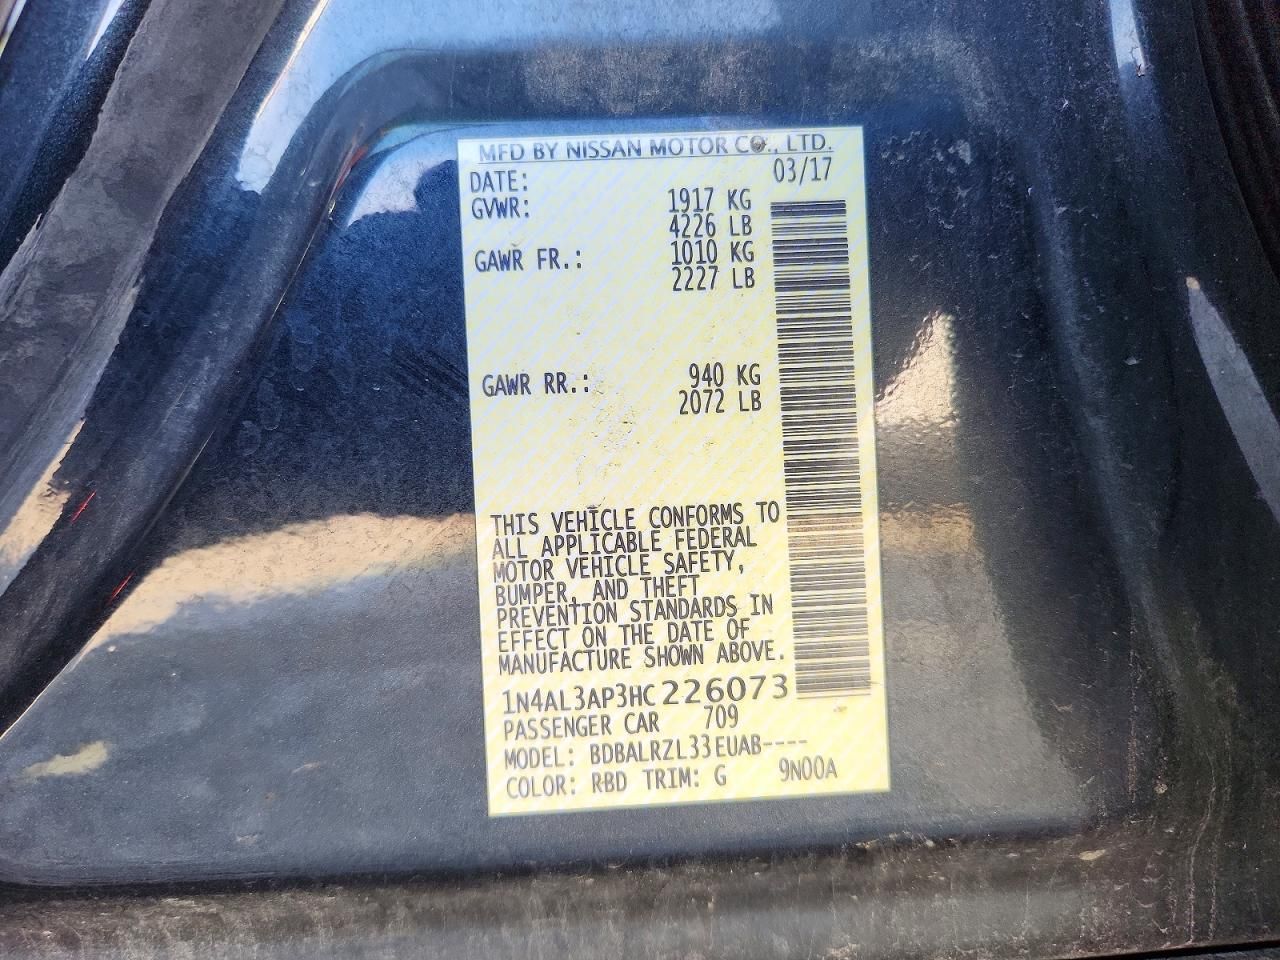 MFD BY NISSAN MOTOR CO., LTD.
DATE: 03/17
GVWR: 1917 KG
4226 LB
GAWR FR.: 1010 KG
2227 LB
GAWR RR.: 940 KG
2072 LB
THIS VEHICLE CONFORMS TO
ALL APPLICABLE FEDERAL
MOTOR VEHICLE SAFETY,
BUMPER, AND THEFT
PREVENTION STANDARDS IN
EFFECT ON THE DATE OF
MANUFACTURE SHOWN ABOVE.
1N4AL3AP3HC226073
PASSENGER CAR 709
MODEL: BDBALRZL33EUAB----
COLOR: RBD TRIM: G 9N00A